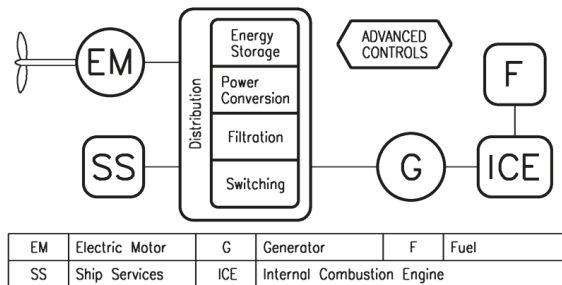 Energy
Storage
ADVANCED
CONTROLS
EM
F
Power
Conversion
Distribution
Filtration
SS
G
ICE
Switching
EM Electric Motor G Generator F Fuel
SS Ship Services ICE Internal Combustion Engine